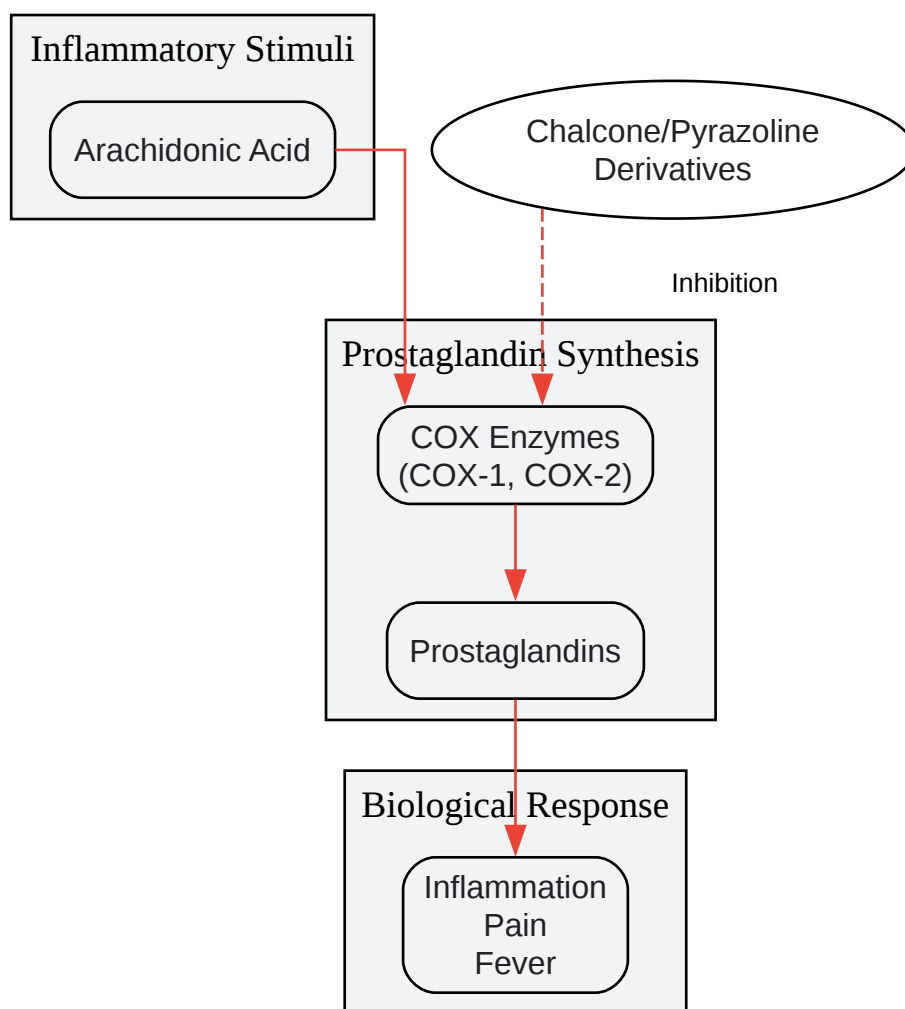 Inflammatory Stimuli
Arachidonic Acid
Chalcone/Pyrazoline
Derivatives
Inhibition
Prostaglandin Synthesis
COX Enzymes
(COX-1, COX-2)
Prostaglandins
Biological Response
Inflammation
Pain
Fever